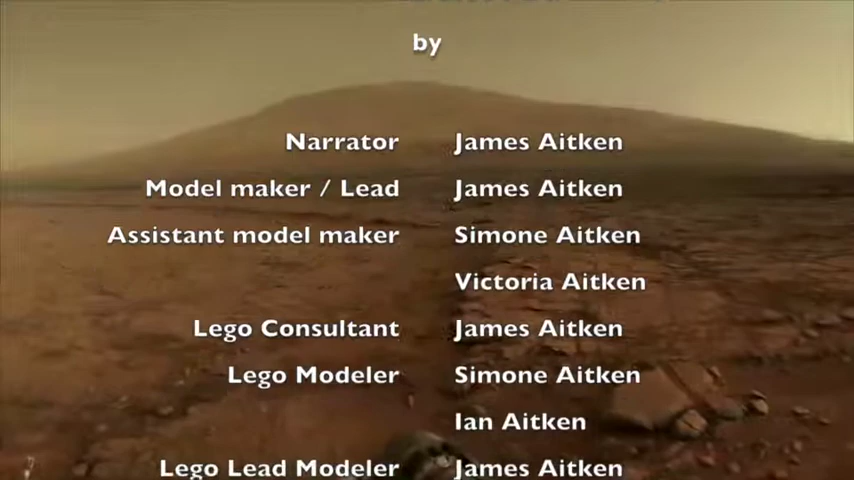 by
Narrator James Aitken
Model maker / Lead James Aitken
Assistant model maker Simone Aitken
Victoria Aitken
Lego Consultant James Aitken
Lego Modeler Simone Aitken
Ian Aitken
Lego Lead Modeler James Aitken